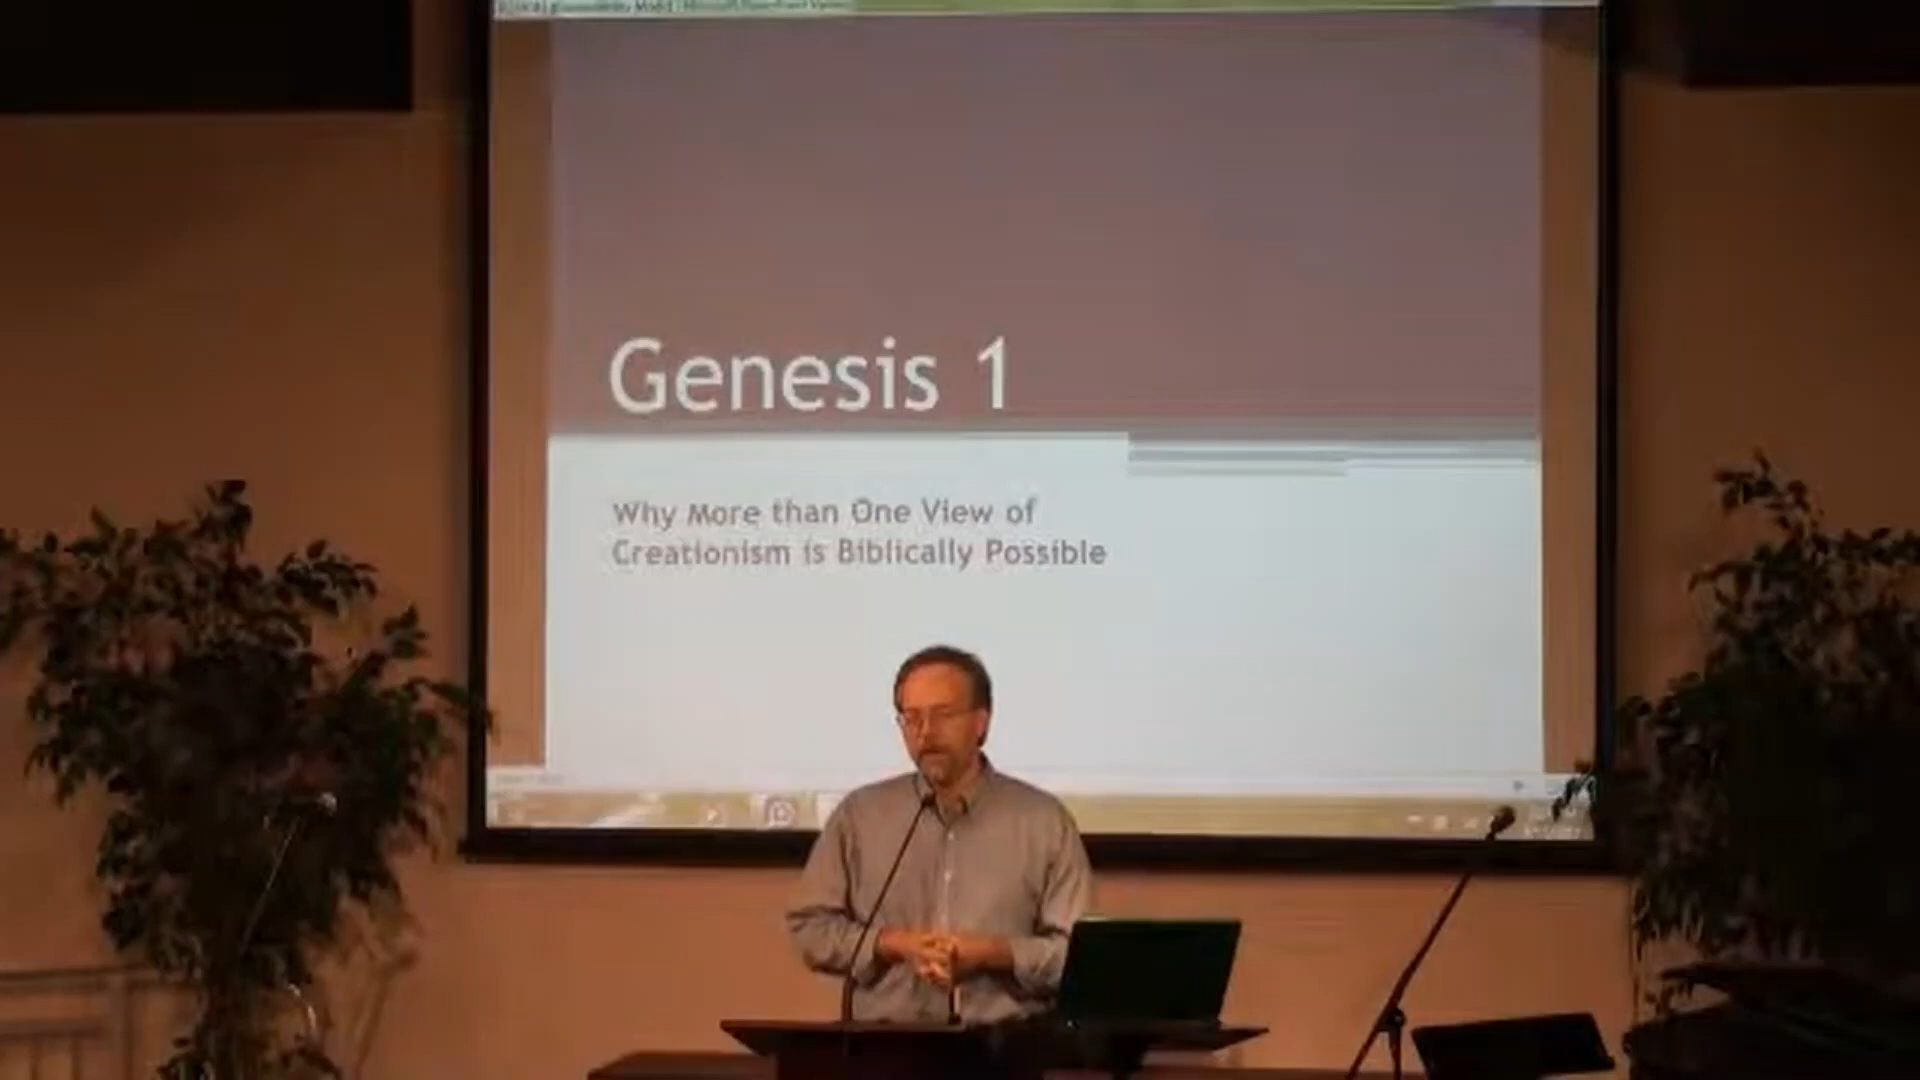 Genesis 1
Why More than One View of
Creationism is Biblically Possible